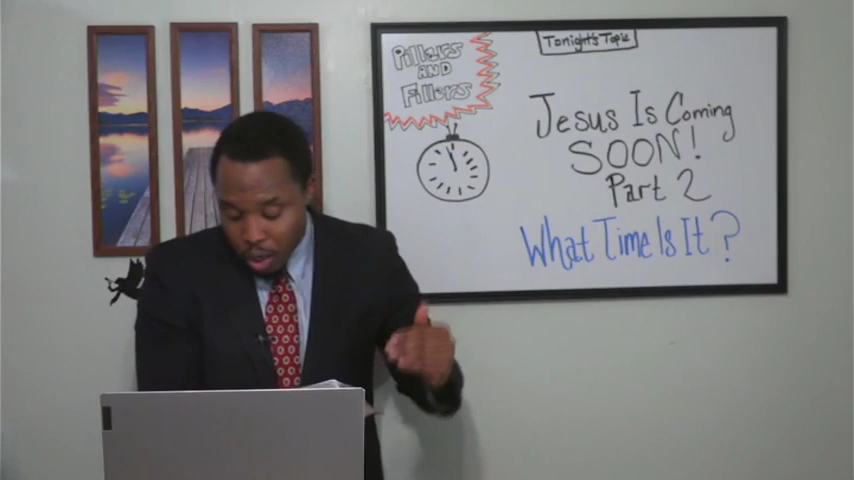 Pillars
AND
Fillers
Tonight's Topic
Jesus Is Coming
SOON!
Part 2
What Time Is It?